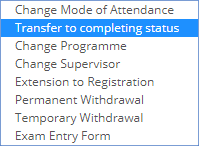 Change Mode of Attendance
Transfer to completing status
Change Programme
Change Supervisor
Extension to Registration
Permanent Withdrawal
Temporary Withdrawal
Exam Entry Form